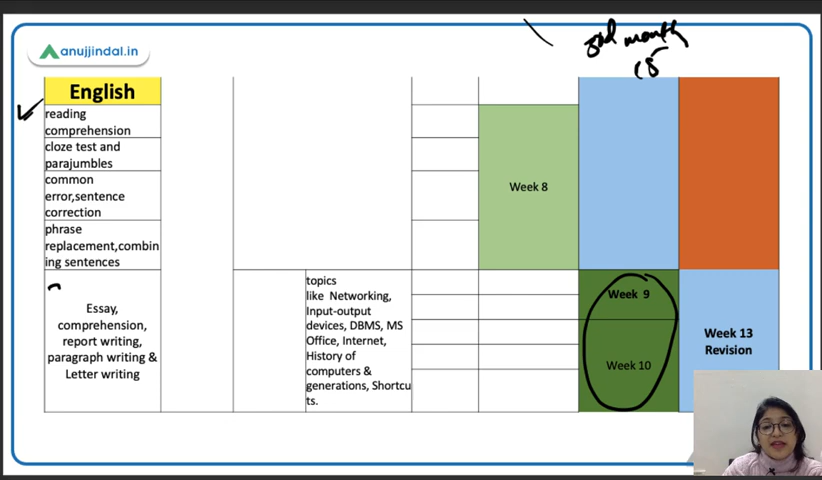 anujjindal.in
month
15
English
reading
comprehension
cloze test and
parajumbles
common
error,sentence
correction
phrase
replacement,combin
ing sentences
Week 8
Essay,
comprehension,
report writing,
paragraph writing &
Letter writing
topics
like Networking,
Input-output
devices, DBMS, MS
Office, Internet,
History of
computers &
generations, Shortcu
ts.
Week 9
Week 10
Week 13
Revision